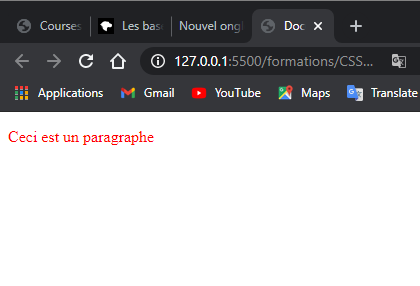 Courses Les bas Nouvel ongl Doc
127.0.0.1:5500/formations/CSS...
Applications Gmail YouTube Maps Translate
Ceci est un paragraphe